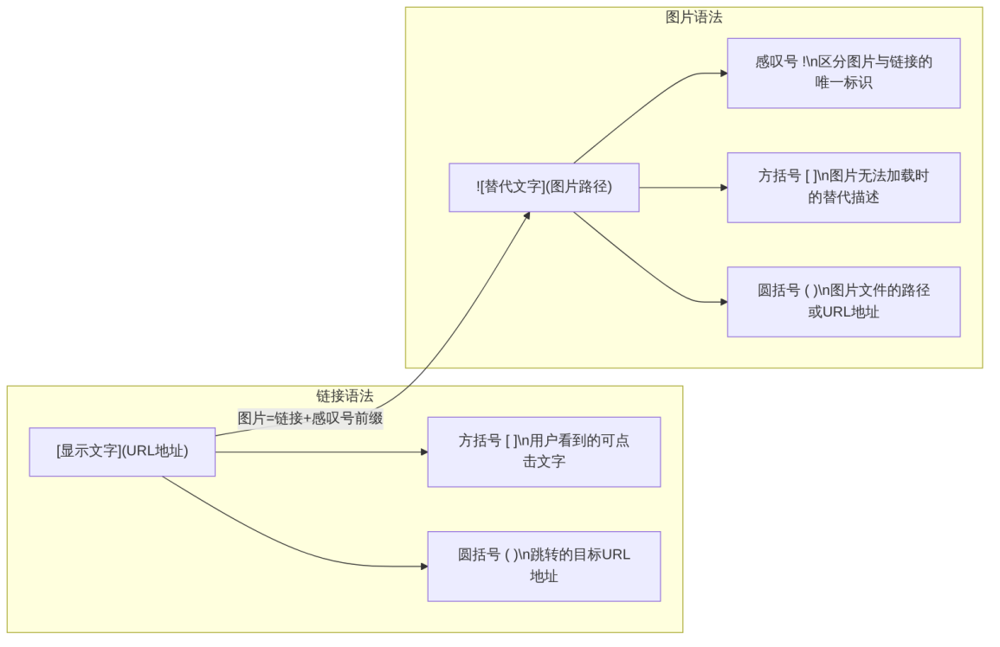 图片语法
感叹号 !\n区分图片与链接的
唯一标识
![替代文字](图片路径)
方括号 [ ]\n图片无法加载时
的替代描述
圆括号 ( )\n图片文件的路径
或URL地址
链接语法
图片=链接+感叹号前缀
[显示文字](URL地址)
方括号 [ ]\n用户看到的可点
击文字
圆括号 ( )\n跳转的目标URL
地址